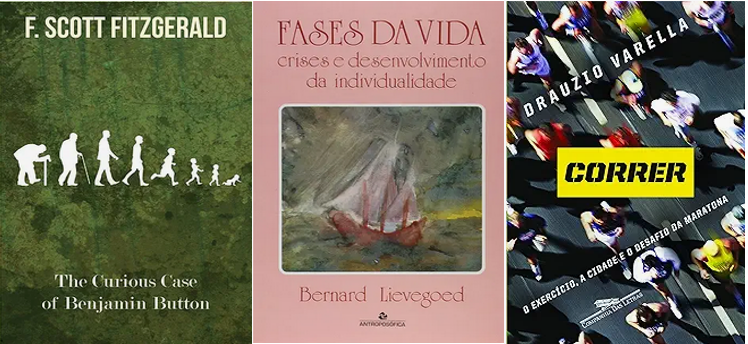 F. SCOTT FITZGERALD
The Curious Case
of Benjamin Button
FASES DA VIDA
crises e desenvolvimento
da individualidade
Bernard Lievegoed
ANTROPOSÓFICA
DRAUZIO VARELLA
CORRER
O EXERCÍCIO, A CIDADE E O DESAFIO DA MARATONA
COMPANHIA DAS LETRAS